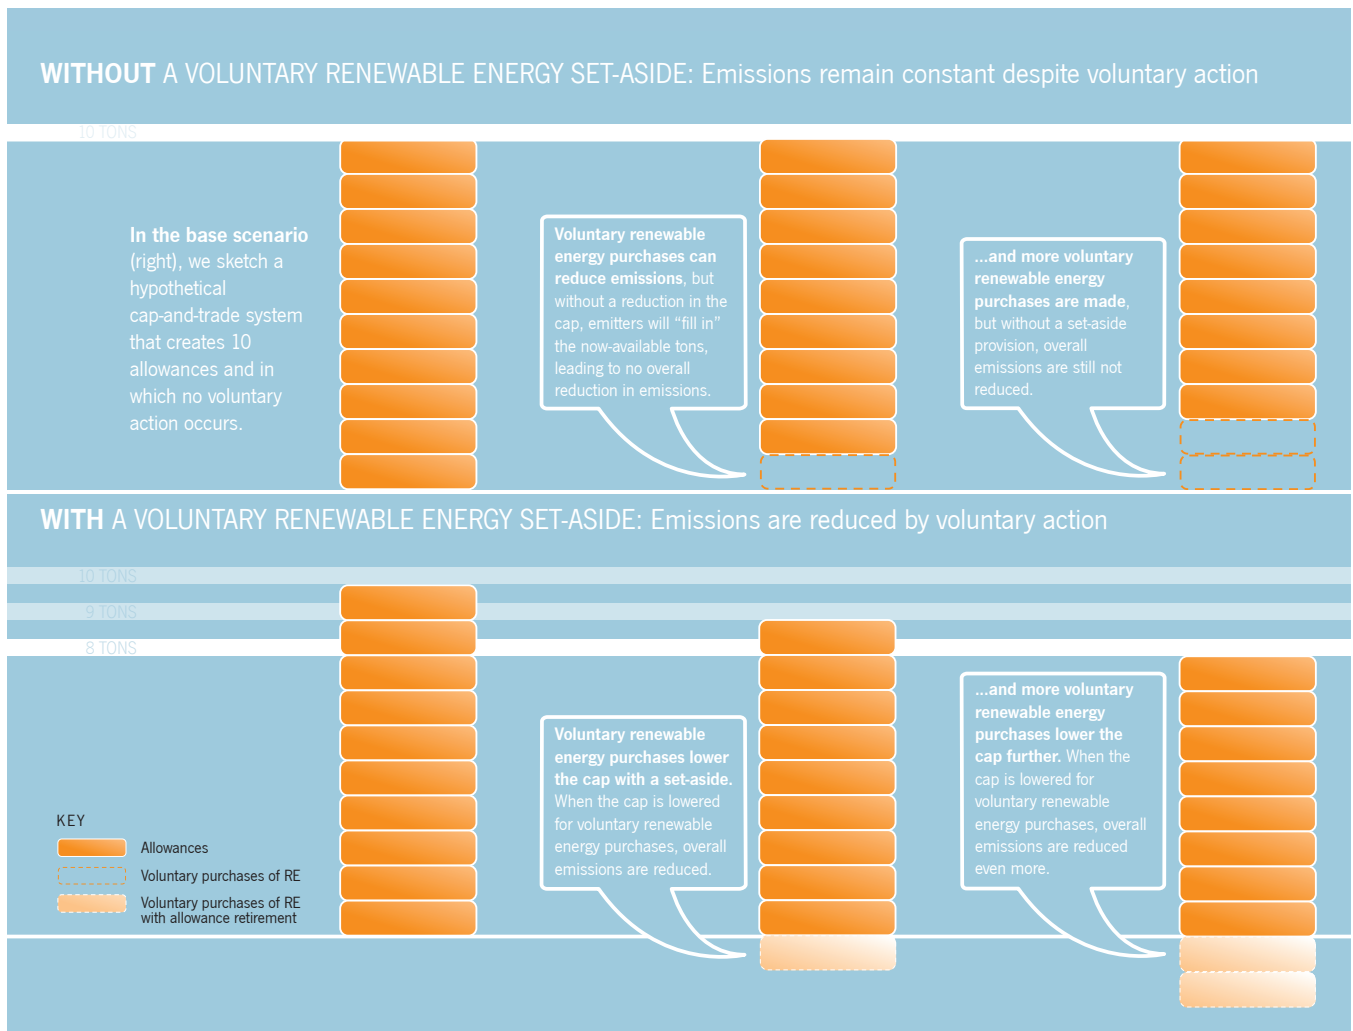 WITHOUT A VOLUNTARY RENEWABLE ENERGY SET-ASIDE: Emissions remain constant despite voluntary action
10 TONS
In the base scenario
(right), we sketch a
hypothetical
cap-and-trade system
that creates 10
allowances and in
which no voluntary
action occurs.
Voluntary renewable
energy purchases can
reduce emissions, but
without a reduction in the
cap, emitters will “fill in”
the now-available tons,
leading to no overall
reduction in emissions.
...and more voluntary
renewable energy
purchases are made,
but without a set-aside
provision, overall
emissions are still not
reduced.
WITH A VOLUNTARY RENEWABLE ENERGY SET-ASIDE: Emissions are reduced by voluntary action
10 TONS
9 TONS
8 TONS
Voluntary renewable
energy purchases lower
the cap with a set-aside.
When the cap is lowered
for voluntary renewable
energy purchases, overall
emissions are reduced.
...and more voluntary
renewable energy
purchases lower the
cap further. When the
cap is lowered for
voluntary renewable
energy purchases, overall
emissions are reduced
even more.
KEY
Allowances
Voluntary purchases of RE
Voluntary purchases of RE
with allowance retirement